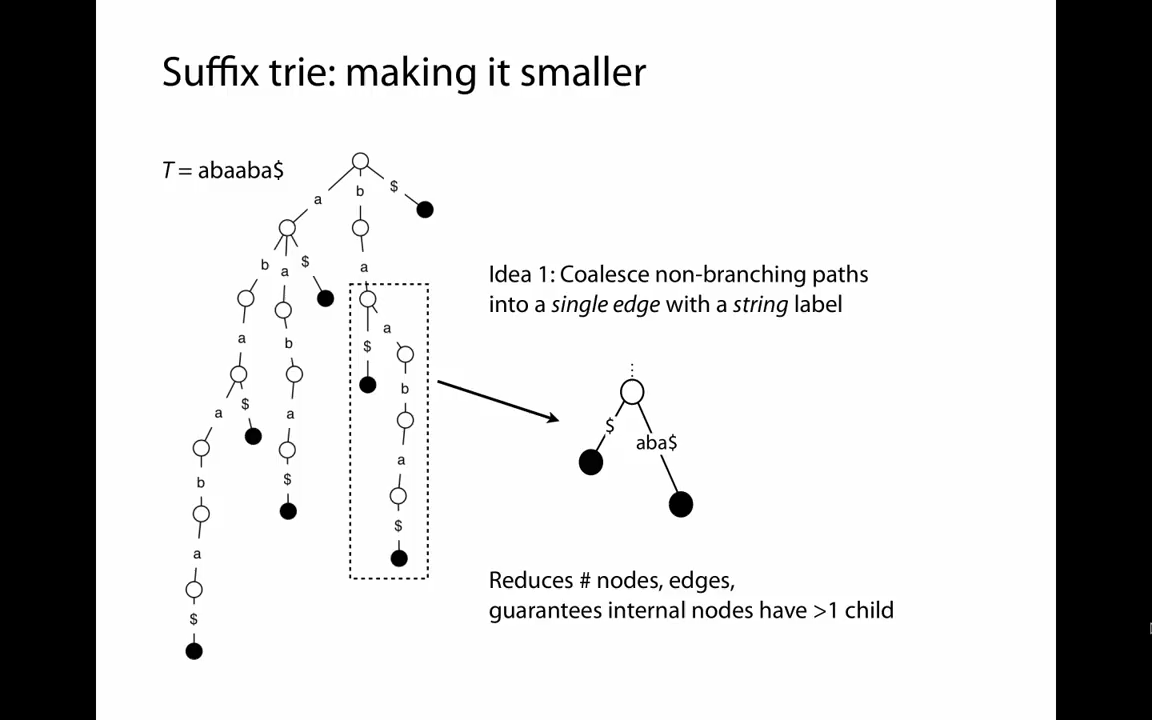 Suffix trie: making it smaller
T = abaaba$
a
b
$
b
a
$
a
Idea 1: Coalesce non-branching paths
into a single edge with a string label
a
b
$
a
a
$
a
b
$
aba$
b
$
a
a
$
Reduces # nodes, edges,
guarantees internal nodes have >1 child
$